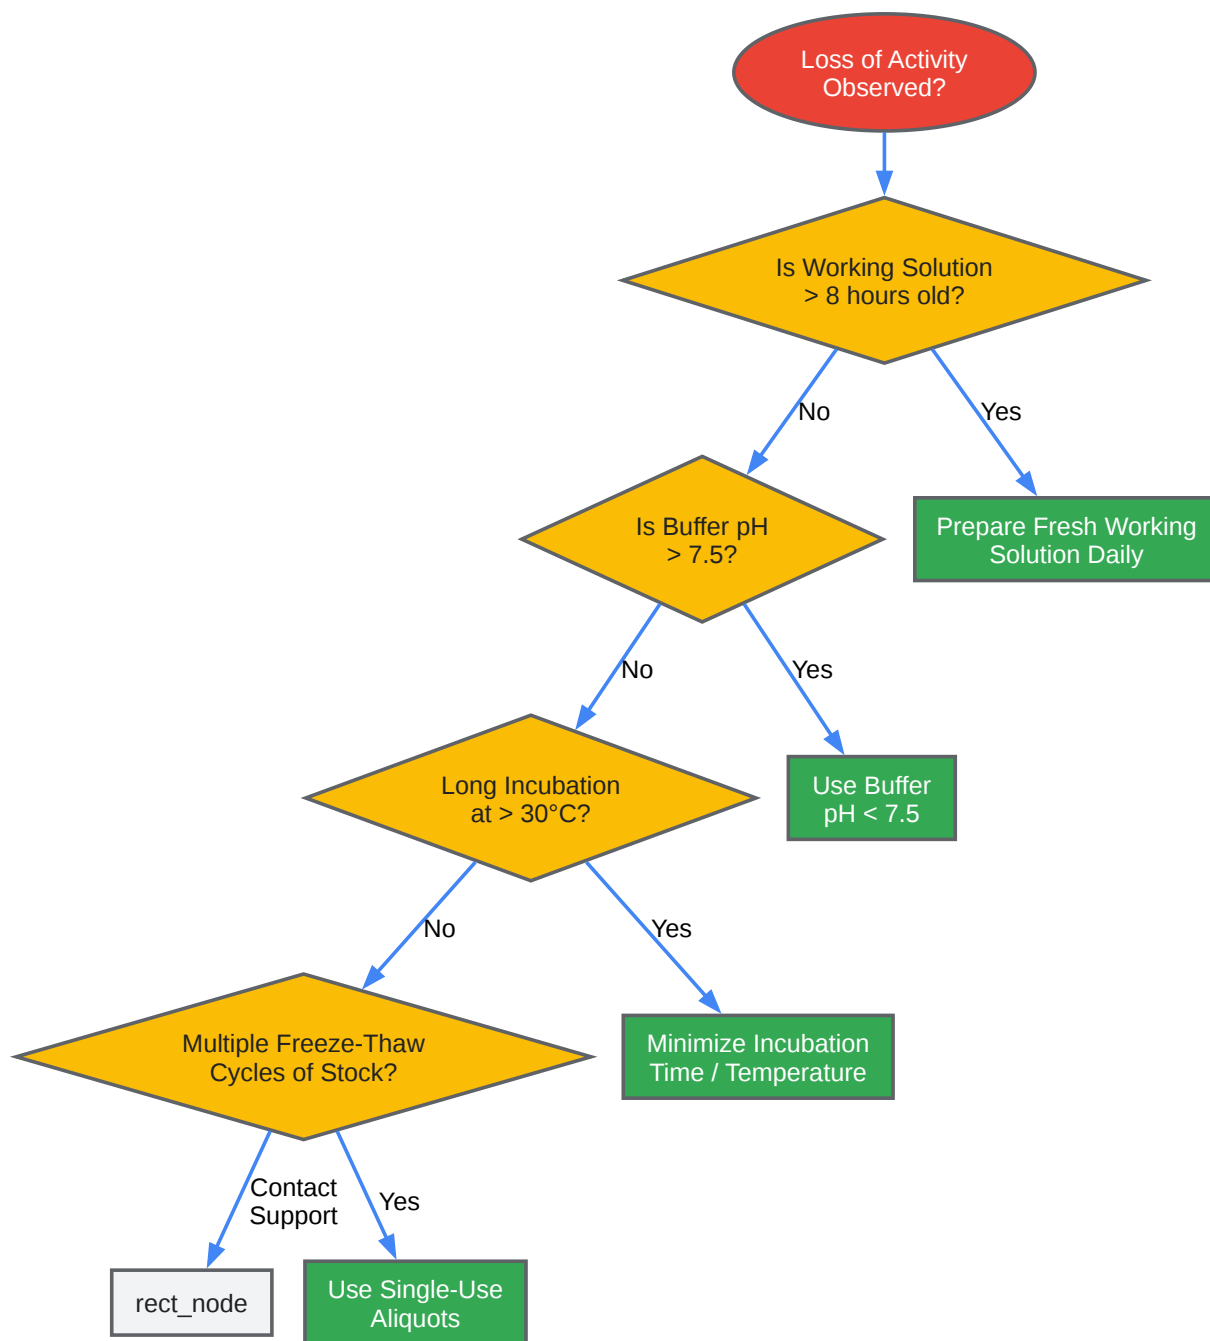 Loss of Activity
Observed?
Is Working Solution
> 8 hours old?
No
Yes
Is Buffer pH
> 7.5?
Prepare Fresh Working
Solution Daily
No
Yes
Long Incubation
at > 30°C?
Use Buffer
pH < 7.5
No
Yes
Multiple Freeze-Thaw
Cycles of Stock?
Minimize Incubation
Time / Temperature
Contact
Support
Yes
rect_node
Use Single-Use
Aliquots